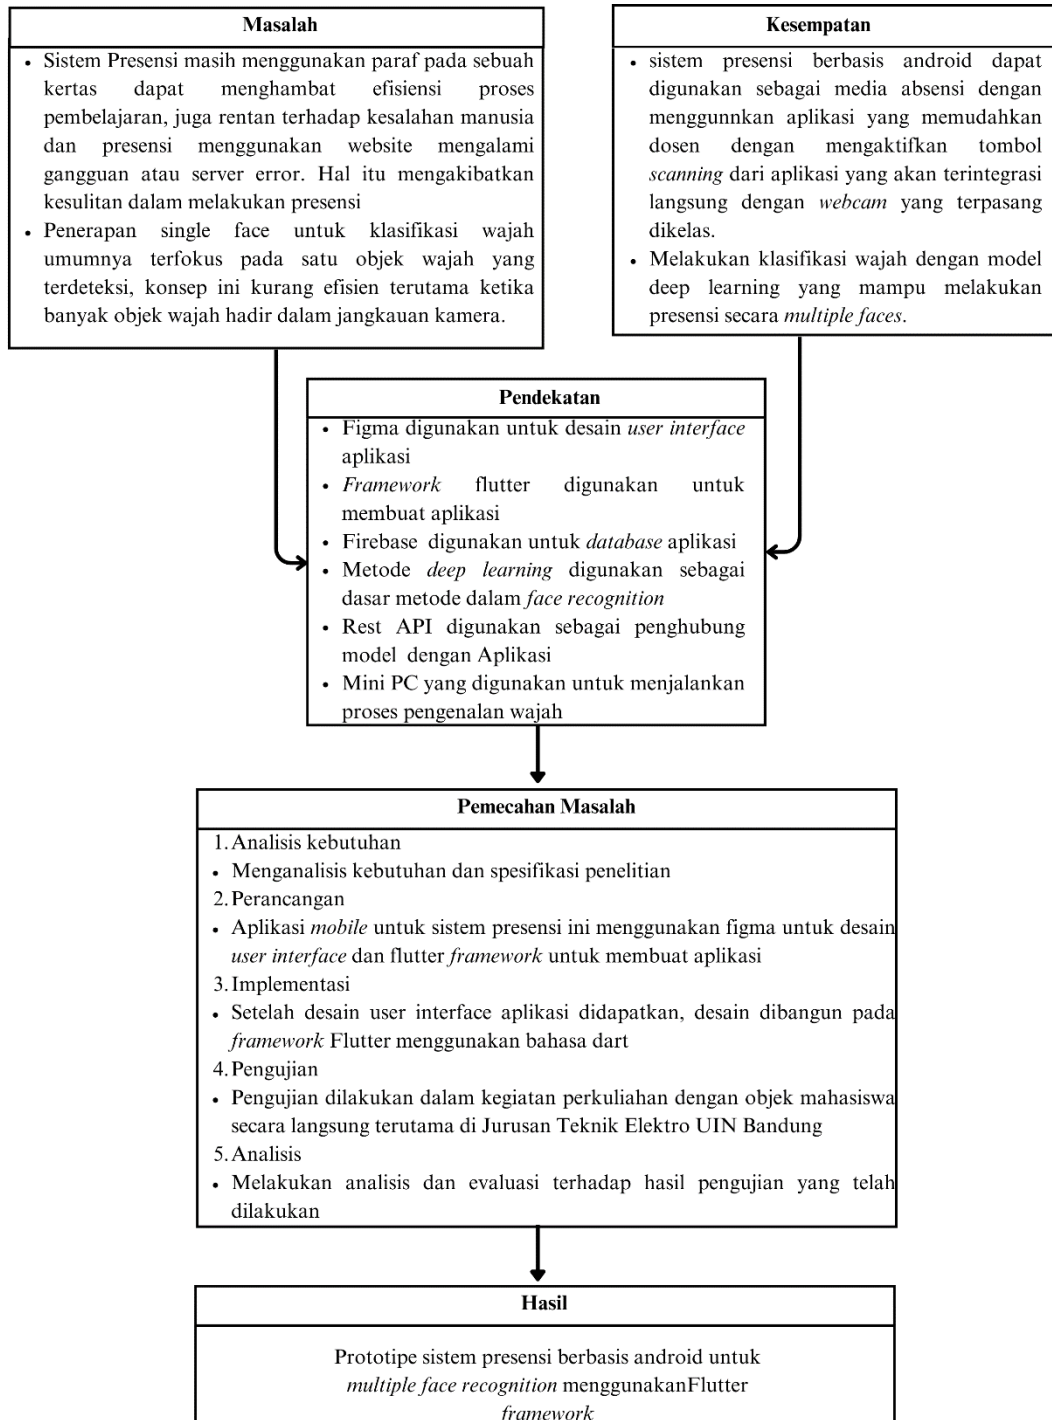 Masalah
• Sistem Presensi masih menggunakan paraf pada sebuah
kertas dapat menghambat efisiensi proses
pembelajaran, juga rentan terhadap kesalahan manusia
dan presensi menggunakan website mengalami
gangguan atau server error. Hal itu mengakibatkan
kesulitan dalam melakukan presensi
• Penerapan single face untuk klasifikasi wajah
umumnya terfokus pada satu objek wajah yang
terdeteksi, konsep ini kurang efisien terutama ketika
banyak objek wajah hadir dalam jangkauan kamera.
Kesempatan
• sistem presensi berbasis android dapat
digunakan sebagai media absensi dengan
menggunnkan aplikasi yang memudahkan
dosen dengan mengaktifkan tombol
scanning dari aplikasi yang akan terintegrasi
langsung dengan webcam yang terpasang
dikelas.
• Melakukan klasifikasi wajah dengan model
deep learning yang mampu melakukan
presensi secara multiple faces.
Pendekatan
• Figma digunakan untuk desain user interface
aplikasi
• Framework flutter digunakan untuk
membuat aplikasi
• Firebase digunakan untuk database aplikasi
• Metode deep learning digunakan sebagai
dasar metode dalam face recognition
• Rest API digunakan sebagai penghubung
model dengan Aplikasi
• Mini PC yang digunakan untuk menjalankan
proses pengenalan wajah
Pemecahan Masalah
1. Analisis kebutuhan
• Menganalisis kebutuhan dan spesifikasi penelitian
2. Perancangan
• Aplikasi mobile untuk sistem presensi ini menggunakan figma untuk desain
user interface dan flutter framework untuk membuat aplikasi
3. Implementasi
• Setelah desain user interface aplikasi didapatkan, desain dibangun pada
framework Flutter menggunakan bahasa dart
4. Pengujian
• Pengujian dilakukan dalam kegiatan perkuliahan dengan objek mahasiswa
secara langsung terutama di Jurusan Teknik Elektro UIN Bandung
5. Analisis
• Melakukan analisis dan evaluasi terhadap hasil pengujian yang telah
dilakukan
Hasil
Prototipe sistem presensi berbasis android untuk
multiple face recognition menggunakanFlutter
framework